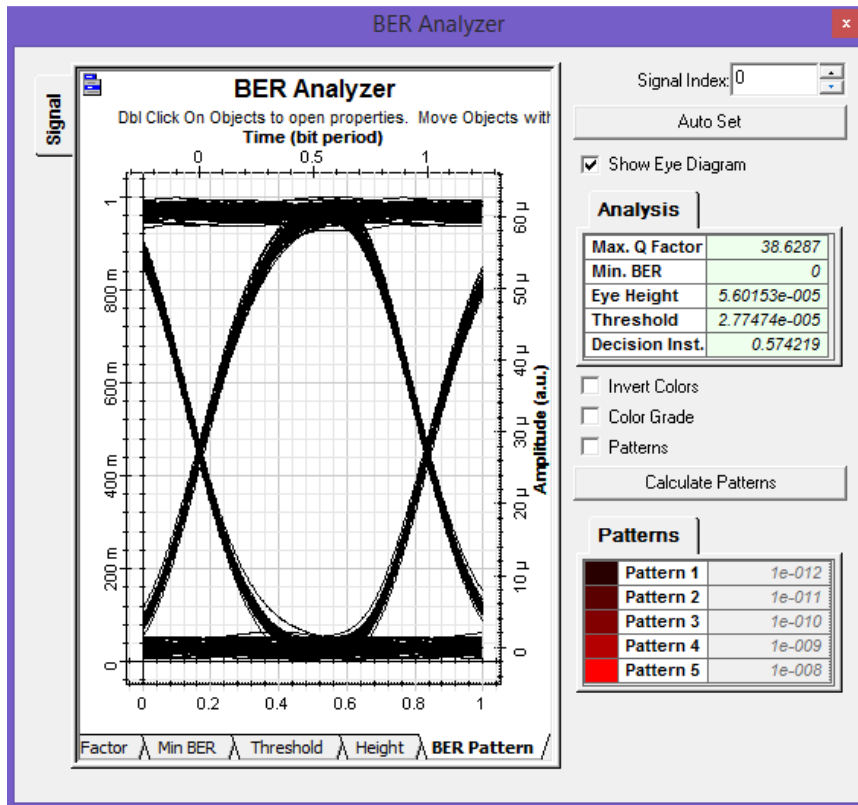 BER Analyzer
x
Signal
BER Analyzer
Dbl Click On Objects to open properties. Move Objects with
Time (bit period)
0 0.5 1
1
800 m
600 m
400 m
200 m
0
60 µ
50 µ
40 µ
30 µ
20 µ
10 µ
0
Amplitude (a.u.)
0 0.2 0.4 0.6 0.8 1
Factor Min BER Threshold Height BER Pattern
Signal Index: 0
Auto Set
Show Eye Diagram
Analysis
Max. Q Factor 38.6287
Min. BER 0
Eye Height 5.60153e-005
Threshold 2.77474e-005
Decision Inst. 0.574219
Invert Colors
Color Grade
Patterns
Calculate Patterns
Patterns
Pattern 1 1e-012
Pattern 2 1e-011
Pattern 3 1e-010
Pattern 4 1e-009
Pattern 5 1e-008